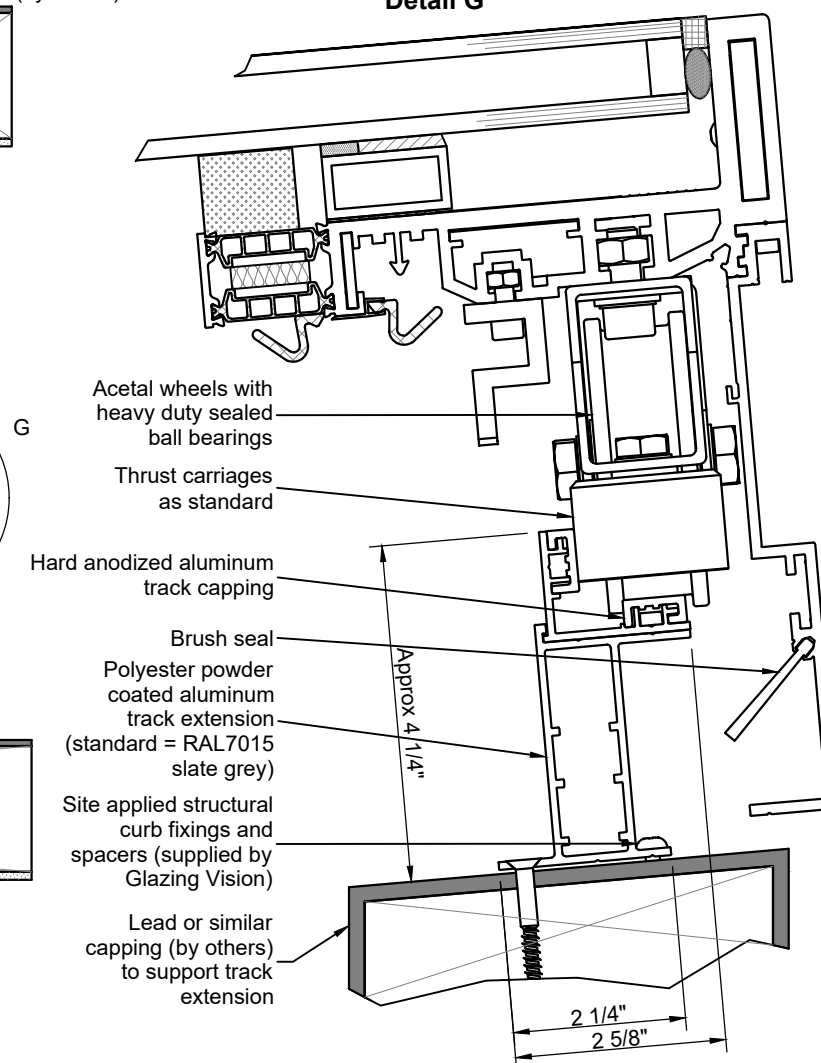 Detail G
Acetal wheels with
heavy duty sealed
ball bearings
G
Thrust carriages
as standard
Hard anodized aluminum
track capping
Brush seal
Polyester powder
coated aluminum
track extension
(standard = RAL7015
slate grey)
Approx 4 1/4"
Site applied structural
curb fixings and
spacers (supplied by
Glazing Vision)
Lead or similar
capping (by others)
to support track
extension
2 1/4"
2 5/8"